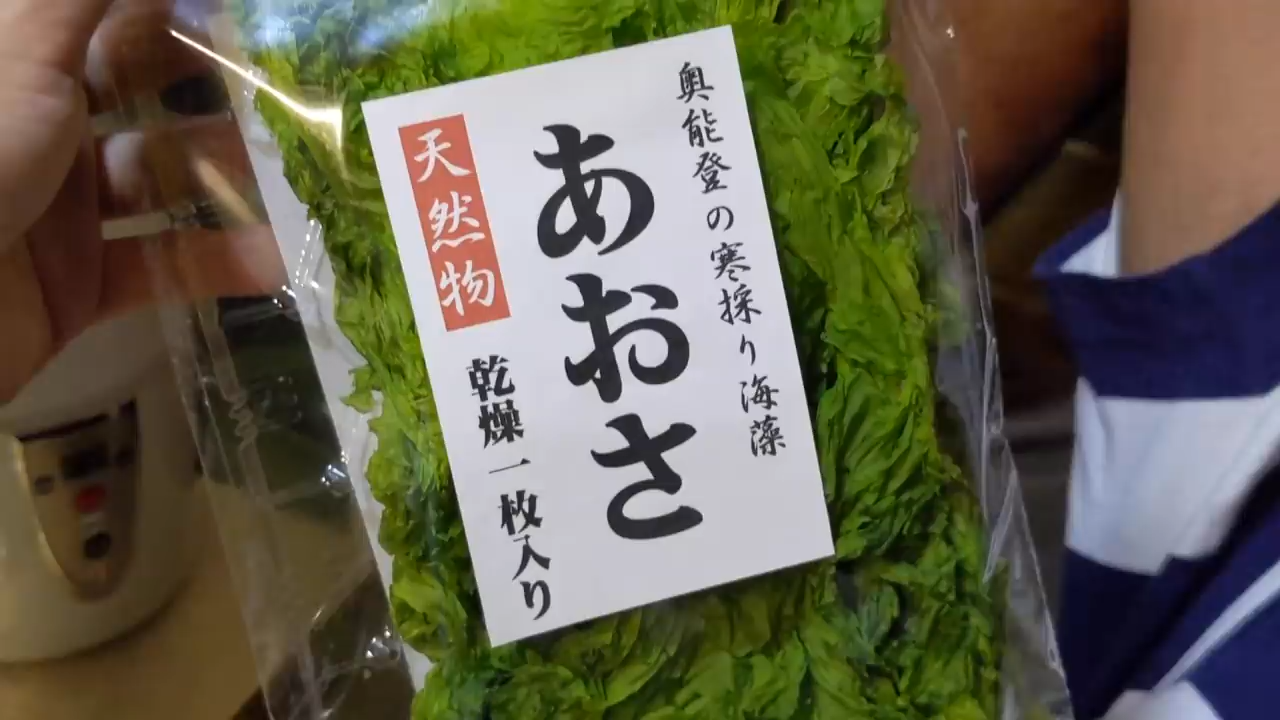 奥能登の寒採り海藻
あおさ
天然物
乾燥一枚入り